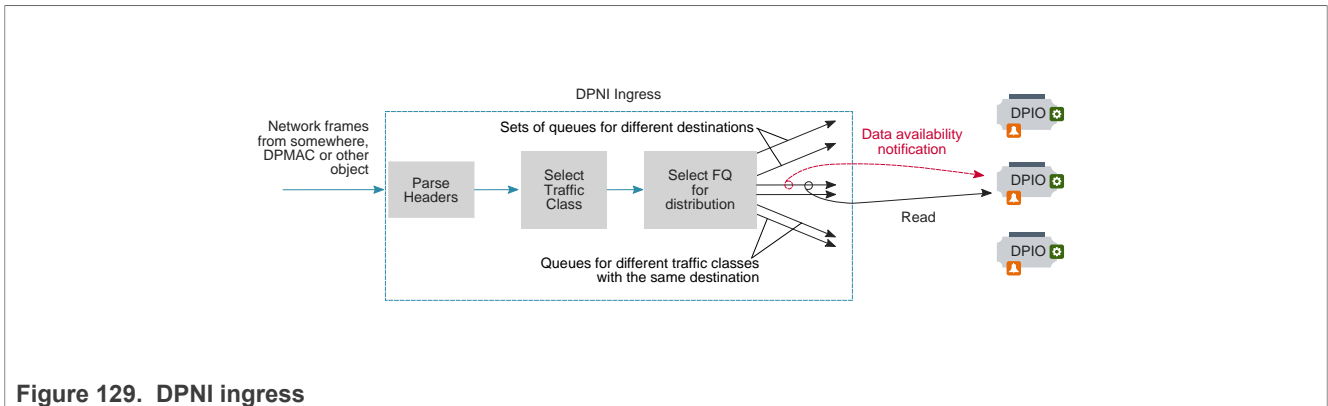 DPNI Ingress
Network frames
from somewhere,
DPMAC or other
object
Parse
Headers
Select
Traffic
Class
Select FQ
for
distribution
Sets of queues for different destinations
Queues for different traffic classes
with the same destination
Data availability
notification
Read
DPIO
DPIO
DPIO
Figure 129. DPNI ingress